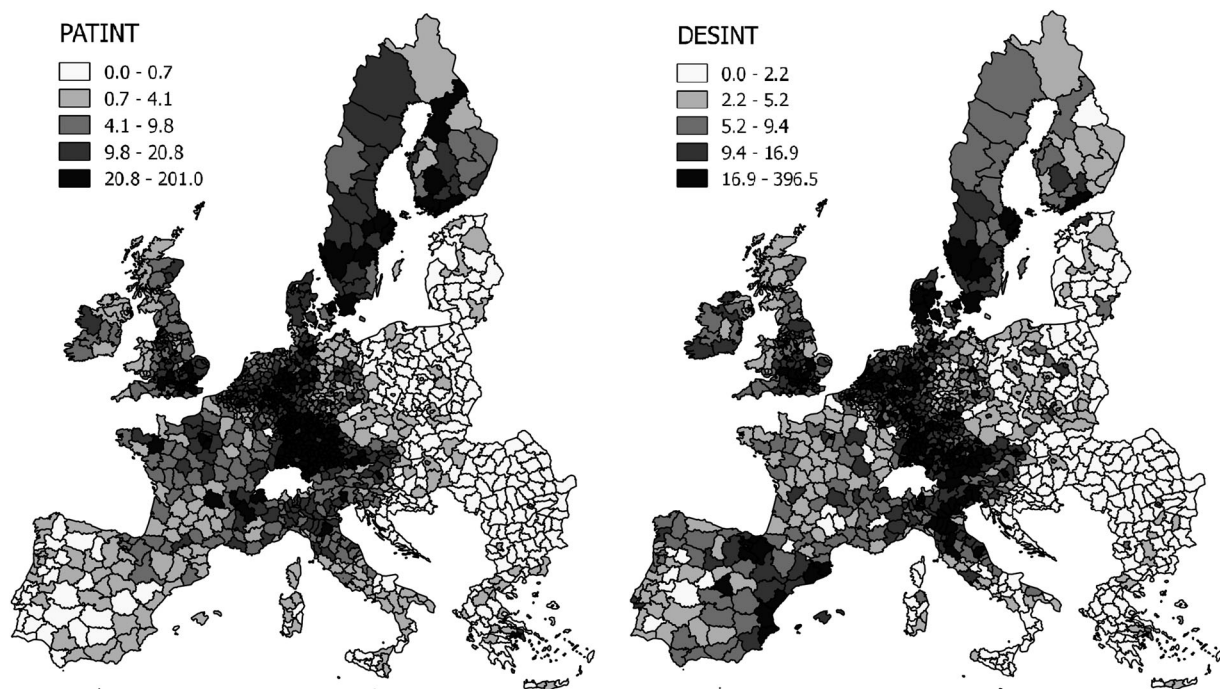 PATINT
0.0 - 0.7
0.7 - 4.1
4.1 - 9.8
9.8 - 20.8
20.8 - 201.0
DESINT
0.0 - 2.2
2.2 - 5.2
5.2 - 9.4
9.4 - 16.9
16.9 - 396.5